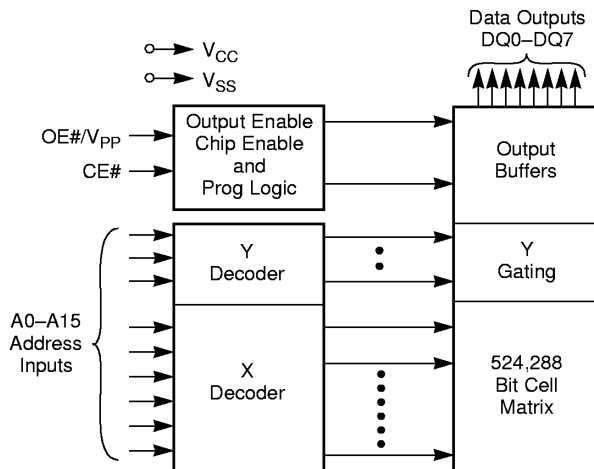 Data Outputs
DQ0–DQ7
VCC
VSS
OE#/VPP
CE#
Output Enable
Chip Enable
and
Prog Logic
Output
Buffers
Y
Decoder
Y
Gating
A0–A15
Address
Inputs
X
Decoder
524,288
Bit Cell
Matrix